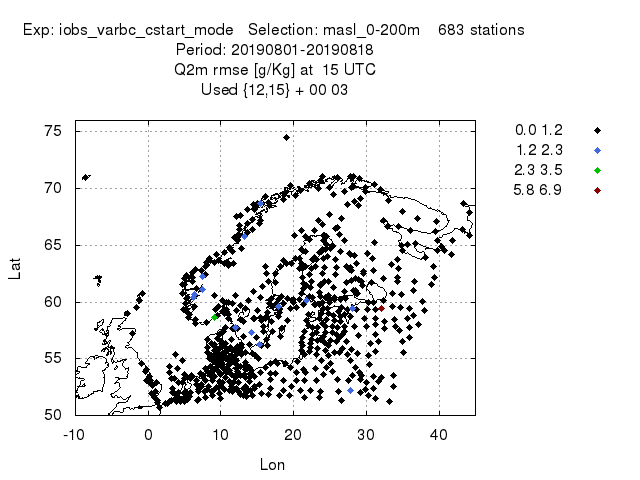 Exp: iobs_varbc_cstart_mode   Selection: masl_0-200m    683 stations
Period: 20190801-20190818
Q2m rmse [g/Kg] at  15 UTC
Used {12,15} + 00 03
0.0 1.2
1.2 2.3
2.3 3.5
5.8 6.9
75
70
65
60
55
50
Lat
-10 0 10 20 30 40
Lon